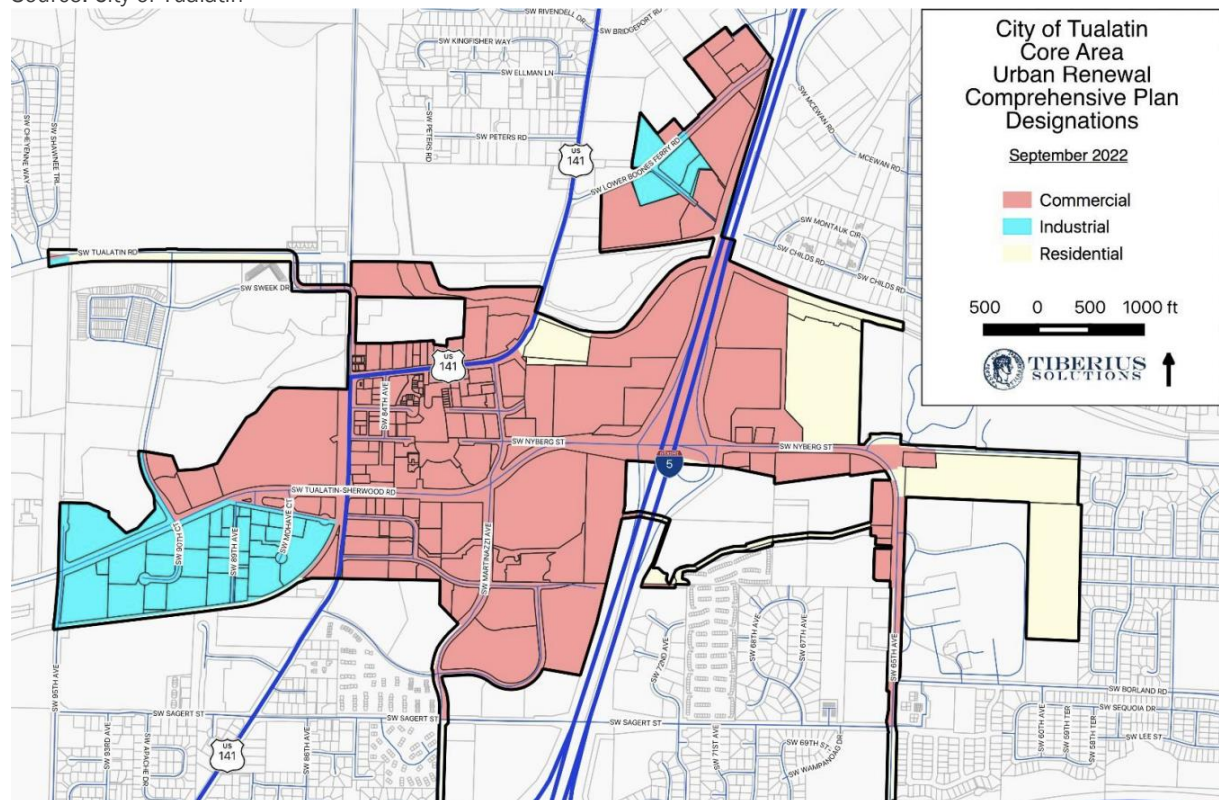 Source: City of Tualatin
City of Tualatin
Core Area
Urban Renewal
Comprehensive Plan
Designations
September 2022
Commercial
Industrial
Residential
500 0 500 1000 ft
TIBERIUS
SOLUTIONS
SW RIVENDELL DR
SW BRIDGEPORT RD
SW KINGFISHER WAY
SW ELLMAN LN
SW PETERS RD
SW PETERS RD
US
141
SW LOWER BOONES FERRY RD
SW MCEWAN RD
MCEWAN RD
SW CHEYENNE WAY
SW SHAWNEE TRL
SW MONTAUK CIR
SW CHILDS RD
SW CHILDS RD
SW TUALATIN RD
SW SWEEK DR
US
141
SW 84TH AVE
SW NYBERG ST
SW NYBERG ST
5
SW TUALATIN-SHERWOOD RD
SW 90TH CT
SW 89TH AVE
SW MOHAVE CT
SW MARTINAZZI AVE
SW 72ND AVE
SW 68TH AVE
SW 67TH AVE
SW 65TH AVE
SW 95TH AVE
SW BORLAND RD
SW SEQUOIA DR
SW SAGERT ST
SW SAGERT ST
SW SAGERT ST
US
141
SW 93RD AVE
SW APACHE DR
SW 86TH AVE
SW 71ST AVE
SW 69TH ST
SW WAMPANOAG DR
SW 60TH AVE
SW 59TH TER
SW 58TH TER
SW LEE ST